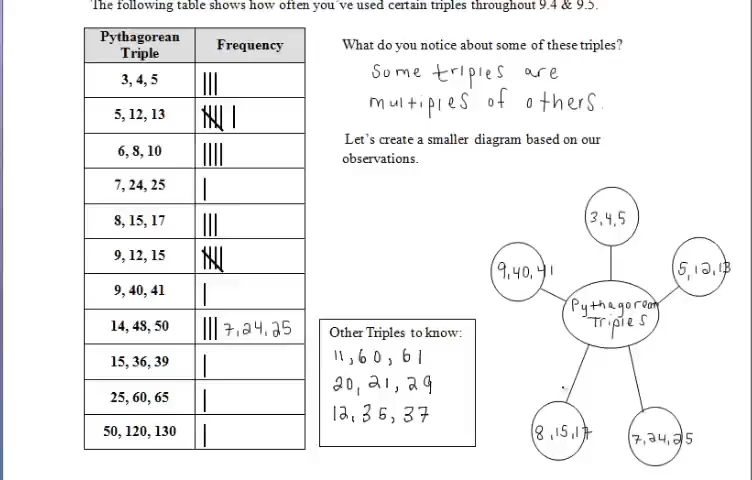 The following table shows how often you've used certain triples throughout 9.4 & 9.5.
Pythagorean Triple
Frequency
3, 4, 5
5, 12, 13
6, 8, 10
7, 24, 25
8, 15, 17
9, 12, 15
9, 40, 41
14, 48, 50
7,24,25
15, 36, 39
25, 60, 65
50, 120, 130
What do you notice about some of these triples?
Some triples are
multiples of others.
Let's create a smaller diagram based on our
observations.
Other Triples to know:
11, 60, 61
20, 21, 29
12, 35, 37
3,4,5
9,40,41
5,12,13
Pythagorean
Triples
8,15,17
7,24,25